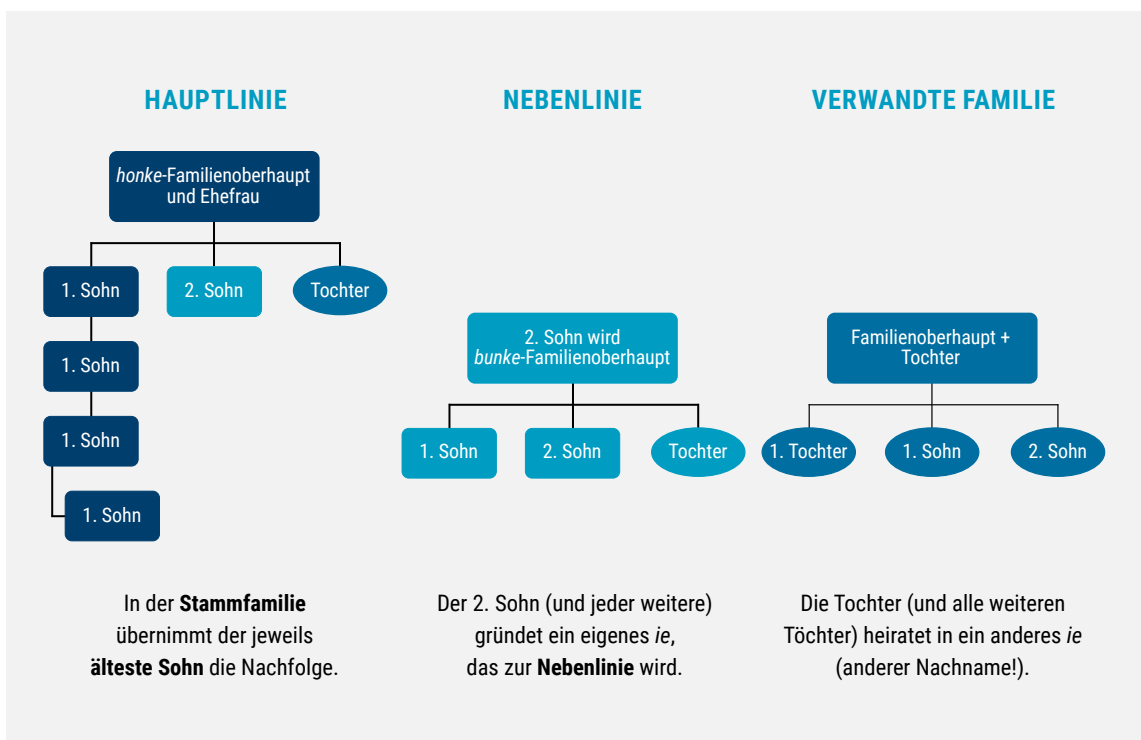 HAUPTLINIE
honke-Familienoberhaupt
und Ehefrau
1. Sohn
2. Sohn
Tochter
1. Sohn
1. Sohn
1. Sohn
In der Stammfamilie
übernimmt der jeweils
älteste Sohn die Nachfolge.
NEBENLINIE
2. Sohn wird
bunke-Familienoberhaupt
1. Sohn
2. Sohn
Tochter
Der 2. Sohn (und jeder weitere)
gründet ein eigenes ie,
das zur Nebenlinie wird.
VERWANDTE FAMILIE
Familienoberhaupt +
Tochter
1. Tochter
1. Sohn
2. Sohn
Die Tochter (und alle weiteren
Töchter) heiratet in ein anderes ie
(anderer Nachname!).